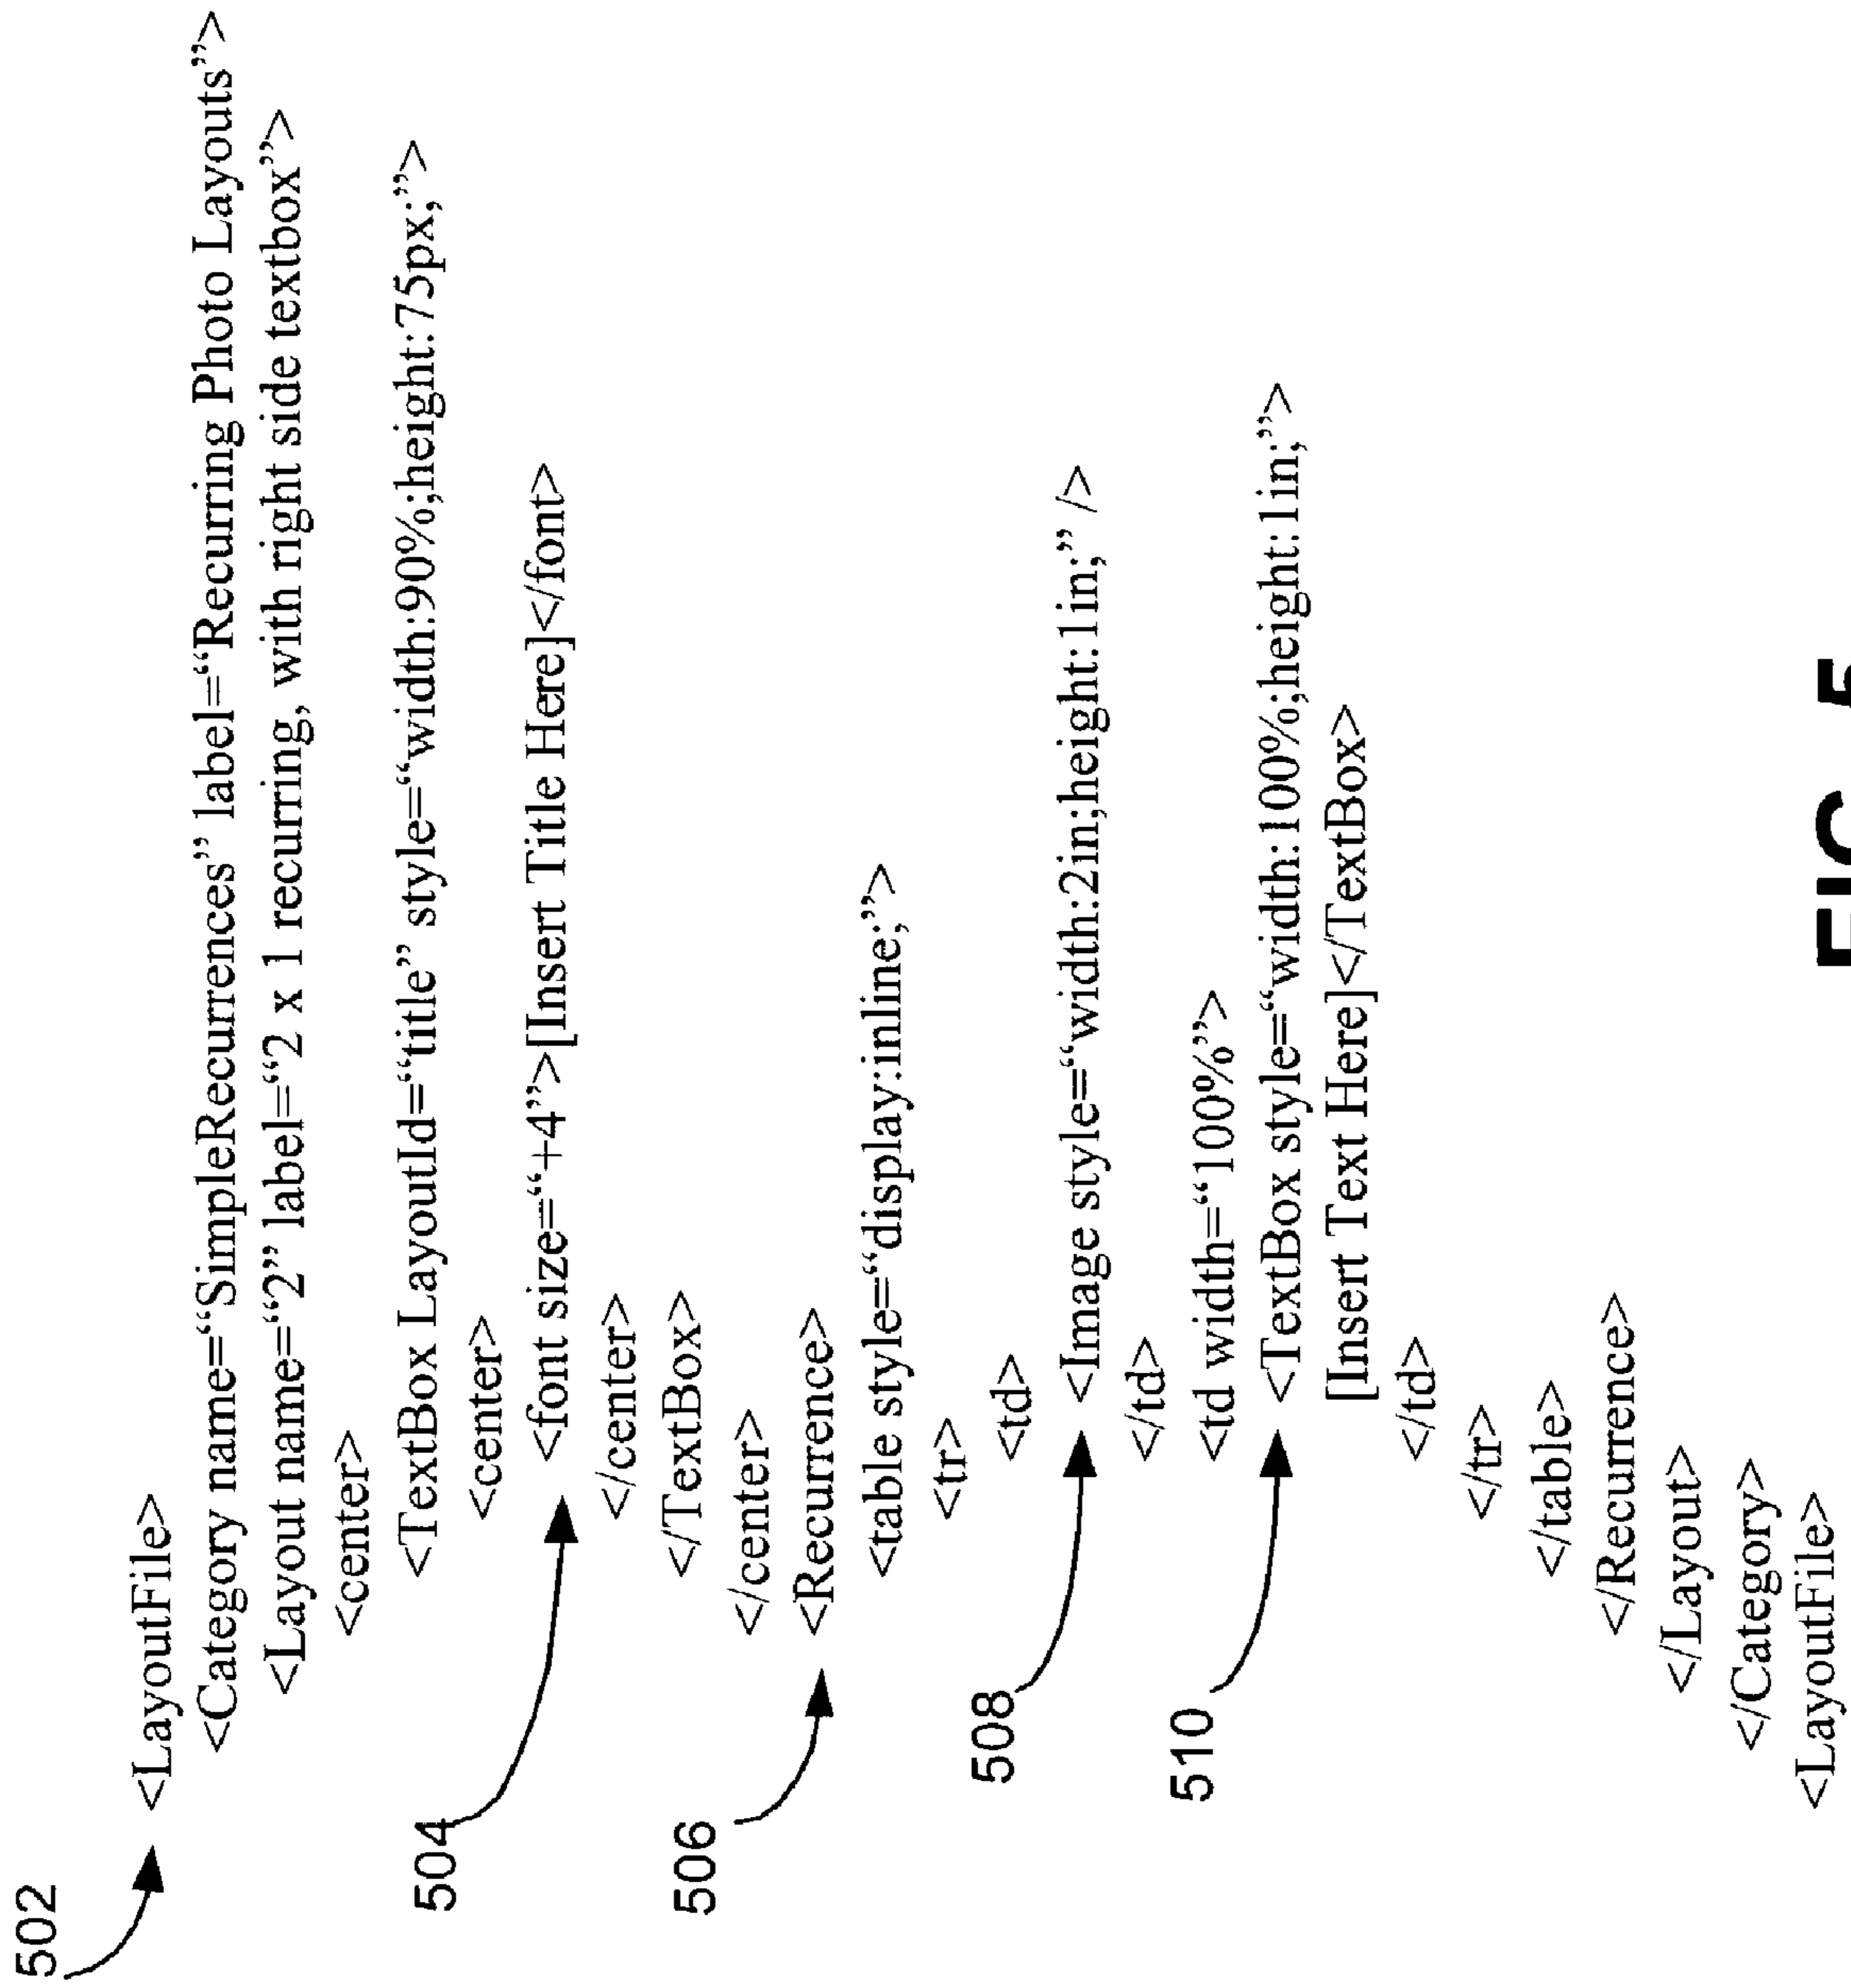 502
<LayoutFile>
<Category name=“SimpleRecurrences” label=“Recurring Photo Layouts”>
<Layout name=“2” label=“2 x 1 recurring, with right side textbox”>
<center>
504
<TextBox LayoutId=“title” style=“width:90%;height:75px;”>
<center>
<font size=“+4”>[Insert Title Here]</font>
</center>
</TextBox>
506
</center>
<Recurrence>
<table style=“display:inline;”>
<tr>
508
<td>
<Image style=“width:2in;height:1in;” />
</td>
510
<td width=“100%”>
<TextBox style=“width:100%;height:1in;”>
[Insert Text Here]</TextBox>
</td>
</tr>
</table>
</Recurrence>
</Layout>
</Category>
<LayoutFile>
FIG. 5